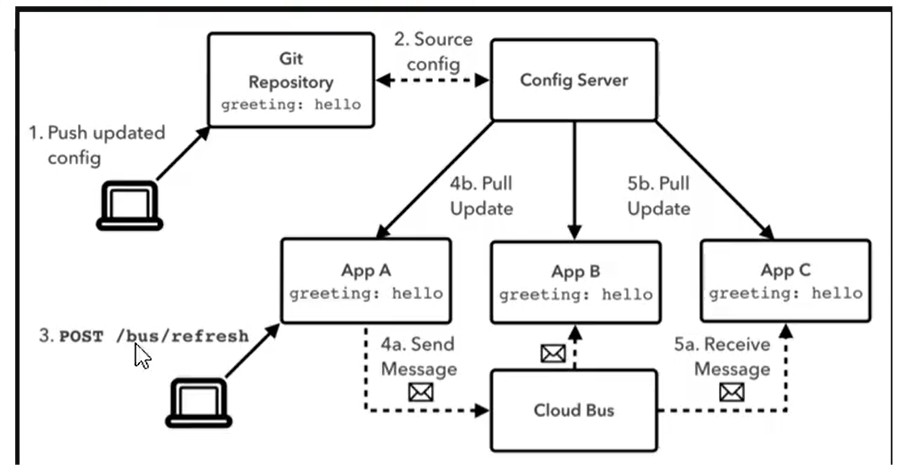 Git
Repository
greeting: hello
2. Source
config
Config Server
1. Push updated
config
4b. Pull
Update
5b. Pull
Update
App A
greeting: hello
App B
greeting: hello
App C
greeting: hello
3. POST /bus/refresh
4a. Send
Message
5a. Receive
Message
Cloud Bus